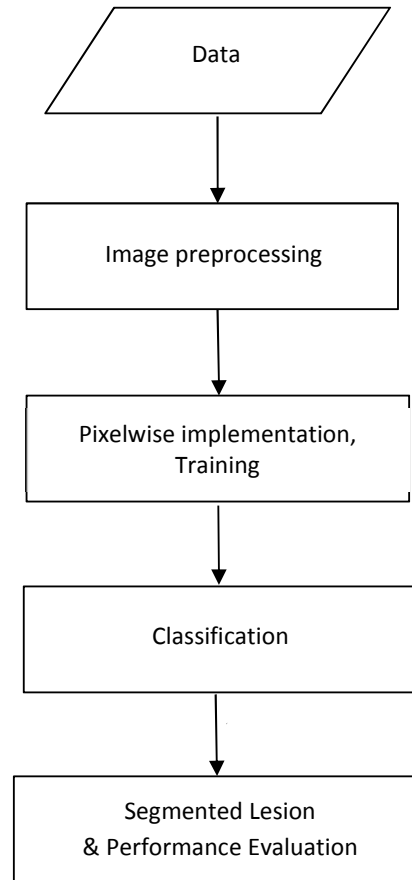 Data
Image preprocessing
Pixelwise implementation,
Training
Classification
Segmented Lesion
& Performance Evaluation